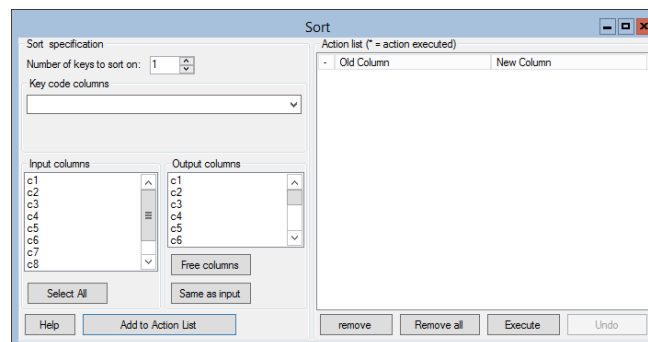 Sort
Sort specification
Number of keys to sort on: 1
Key code columns
Input columns
c1
c2
c3
c4
c5
c6
c7
c8
Select All
Output columns
c1
c2
c3
c4
c5
c6
Free columns
Same as input
Help
Add to Action List
Action list (* = action executed)
- Old Column New Column
remove
Remove all
Execute
Undo